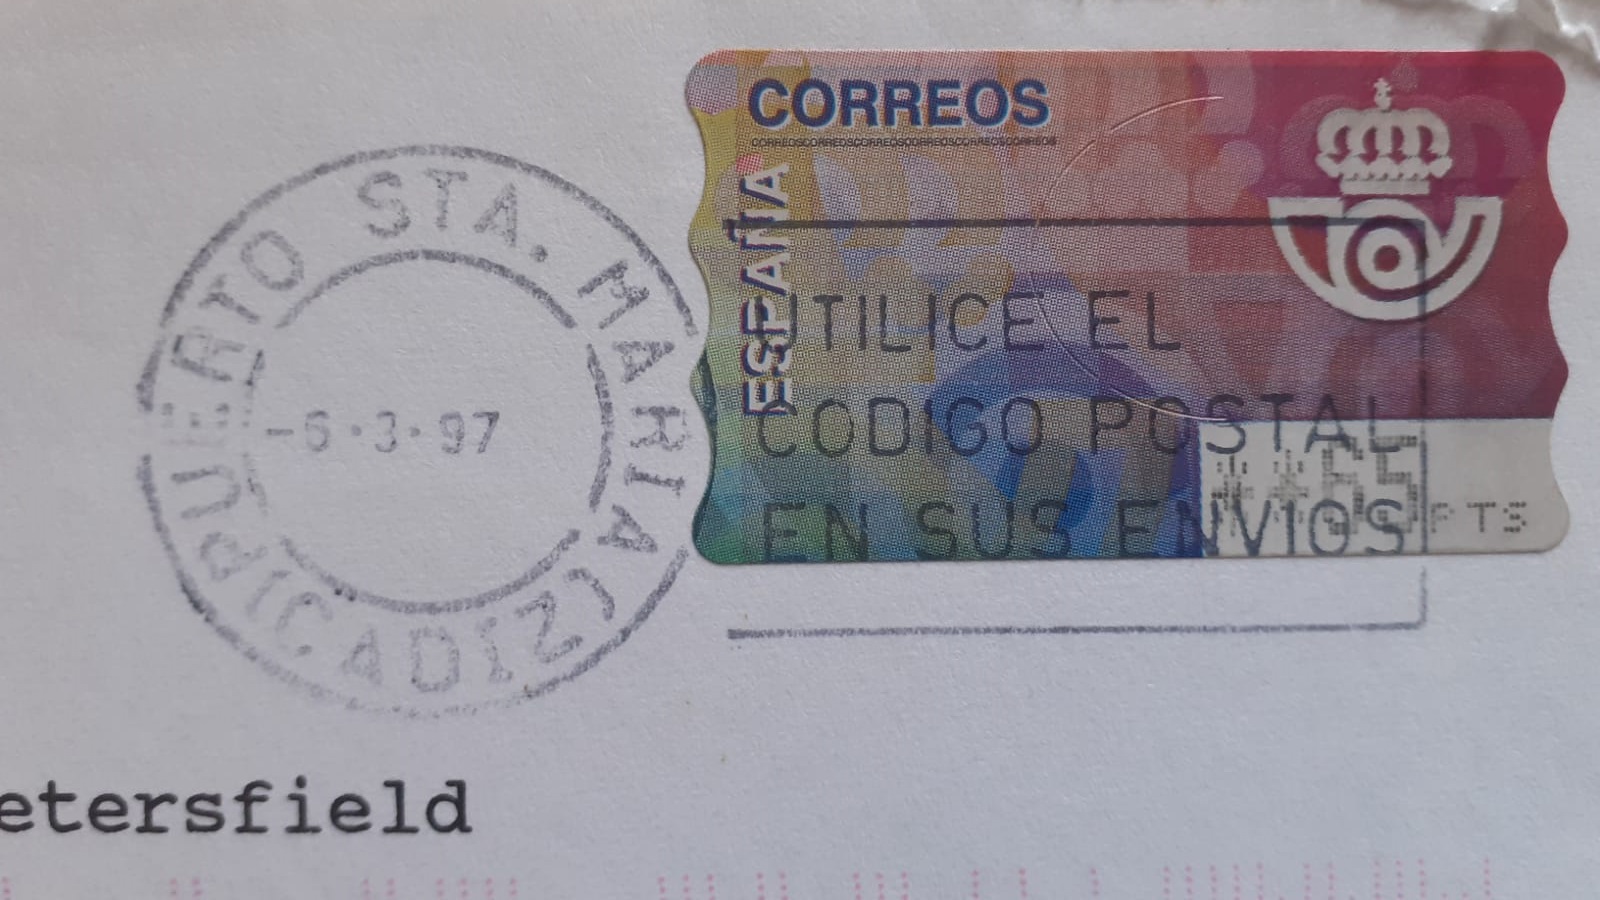 CORREOS
CORREOSCORREOSCORREOSCORREOSCORREOSCORREOS
ESPAÑA
PUERTO STA. MARIA
(CADIZ)
-6·3·97
UTILICE EL
CODIGO POSTAL
EN SUS ENVIOS
**65 PTS
etersfield